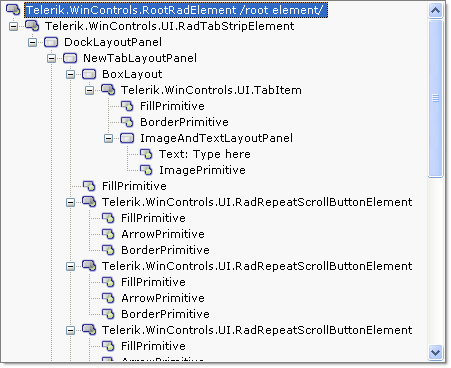 Telerik.WinControls.RootRadElement /root element/
Telerik.WinControls.UI.RadTabStripElement
DockLayoutPanel
NewTabLayoutPanel
BoxLayout
Telerik.WinControls.UI.TabItem
FillPrimitive
BorderPrimitive
ImageAndTextLayoutPanel
Text: Type here
ImagePrimitive
FillPrimitive
Telerik.WinControls.UI.RadRepeatScrollButtonElement
FillPrimitive
ArrowPrimitive
BorderPrimitive
Telerik.WinControls.UI.RadRepeatScrollButtonElement
FillPrimitive
ArrowPrimitive
BorderPrimitive
Telerik.WinControls.UI.RadRepeatScrollButtonElement
FillPrimitive
ArrowPrimitive